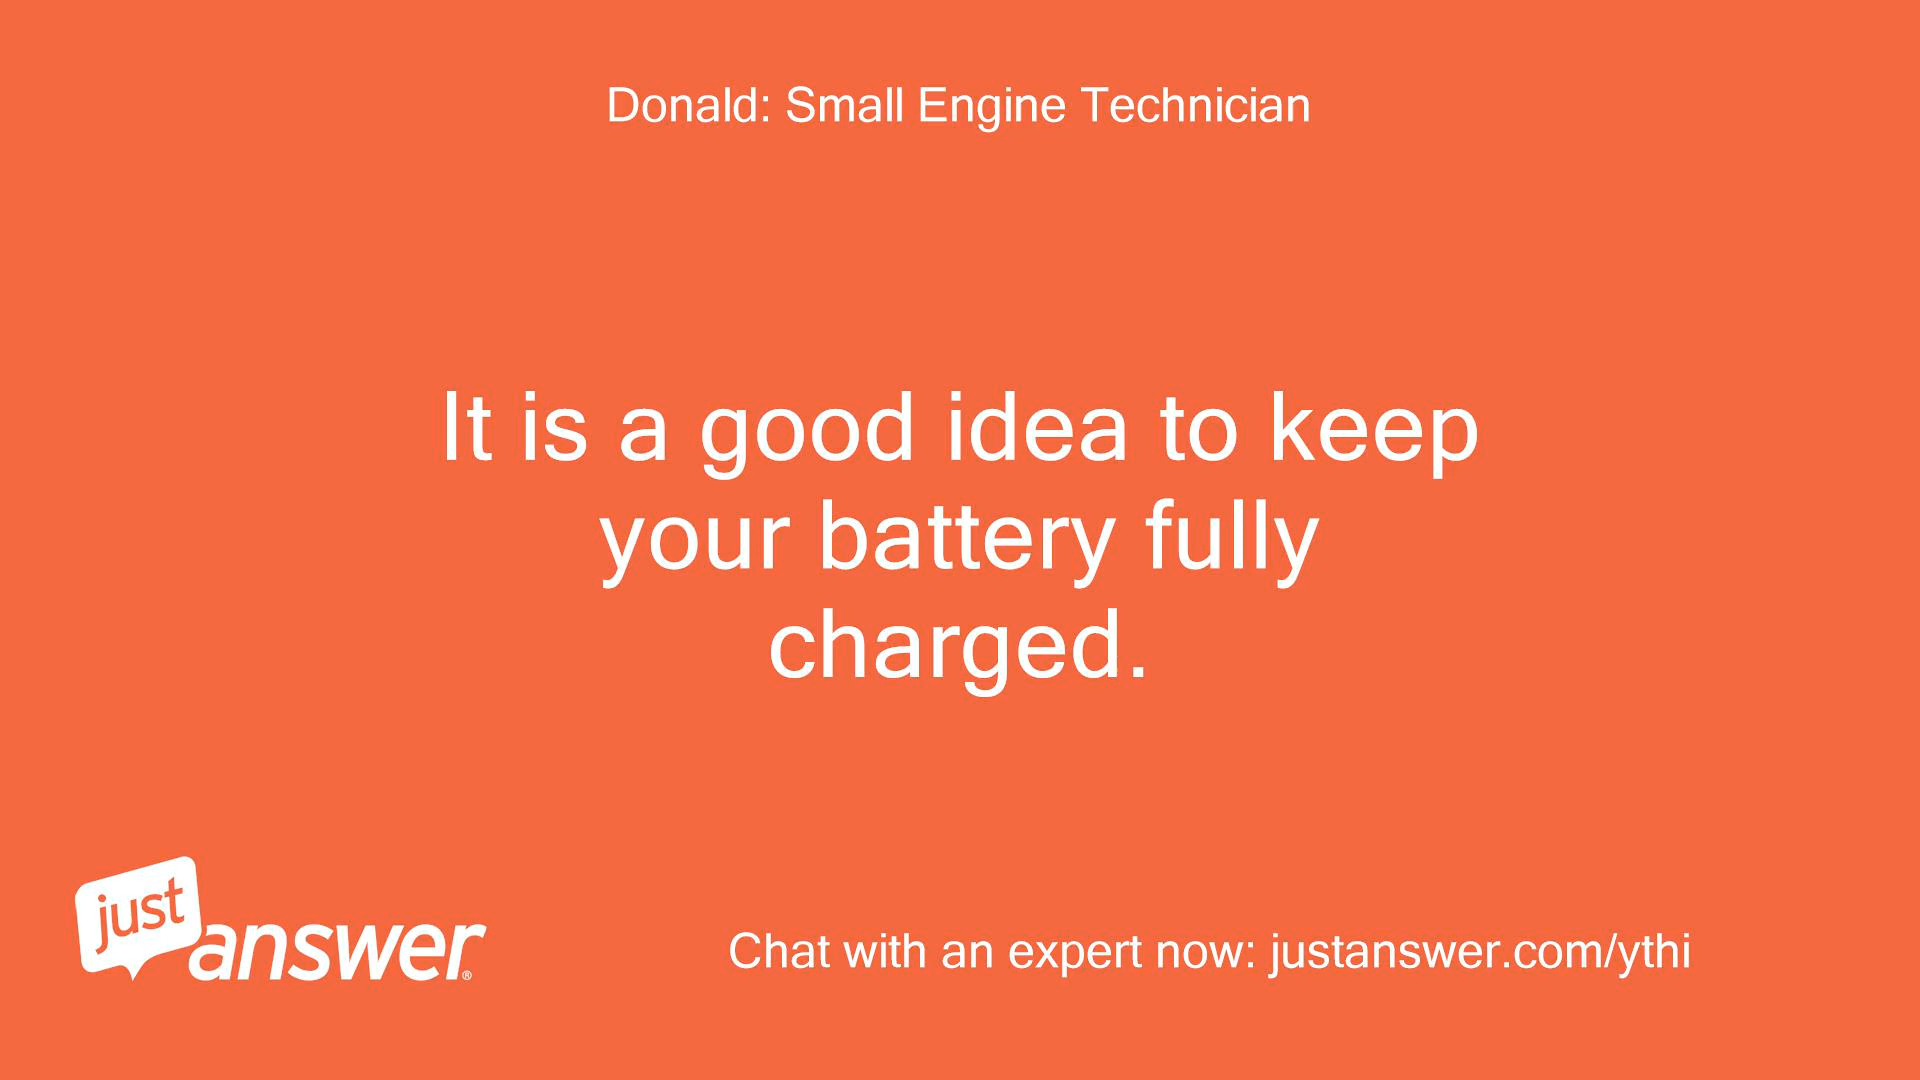 Donald: Small Engine Technician
It is a good idea to keep
your battery fully
charged.
just
answer®
Chat with an expert now: justanswer.com/ythi